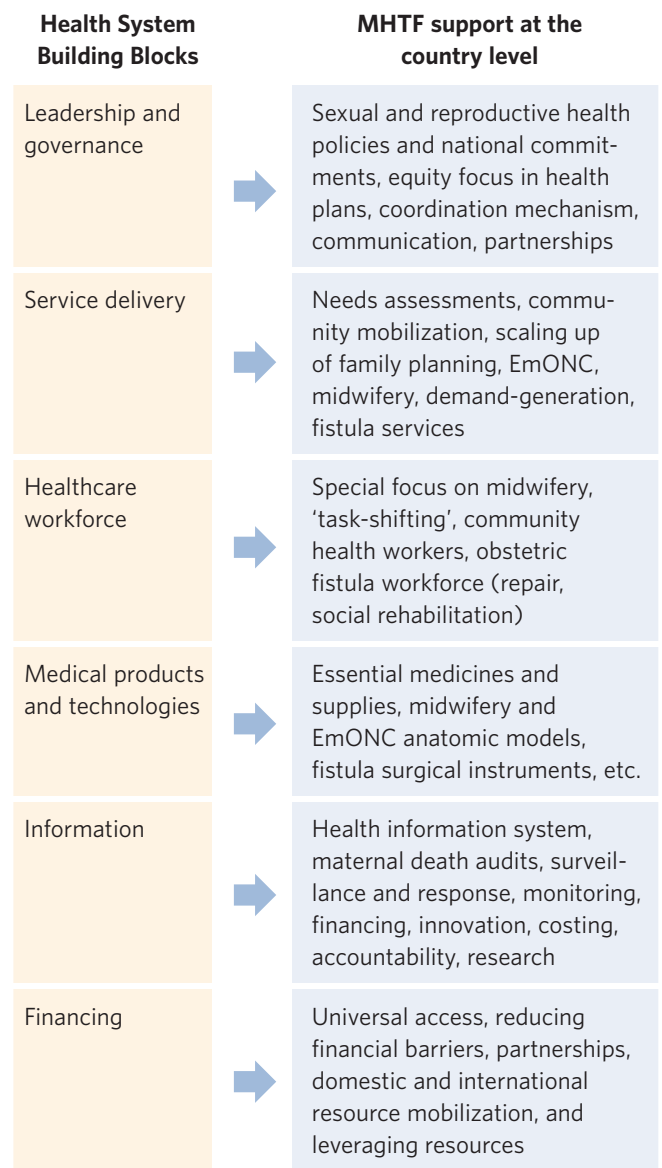 Health System
Building Blocks
MHTF support at the
country level
Leadership and
governance
Sexual and reproductive health
policies and national commit-
ments, equity focus in health
plans, coordination mechanism,
communication, partnerships
Service delivery
Needs assessments, commu-
nity mobilization, scaling up
of family planning, EmONC,
midwifery, demand-generation,
fistula services
Healthcare
workforce
Special focus on midwifery,
‘task-shifting’, community
health workers, obstetric
fistula workforce (repair,
social rehabilitation)
Medical products
and technologies
Essential medicines and
supplies, midwifery and
EmONC anatomic models,
fistula surgical instruments, etc.
Information
Health information system,
maternal death audits, surveil-
lance and response, monitoring,
financing, innovation, costing,
accountability, research
Financing
Universal access, reducing
financial barriers, partnerships,
domestic and international
resource mobilization, and
leveraging resources